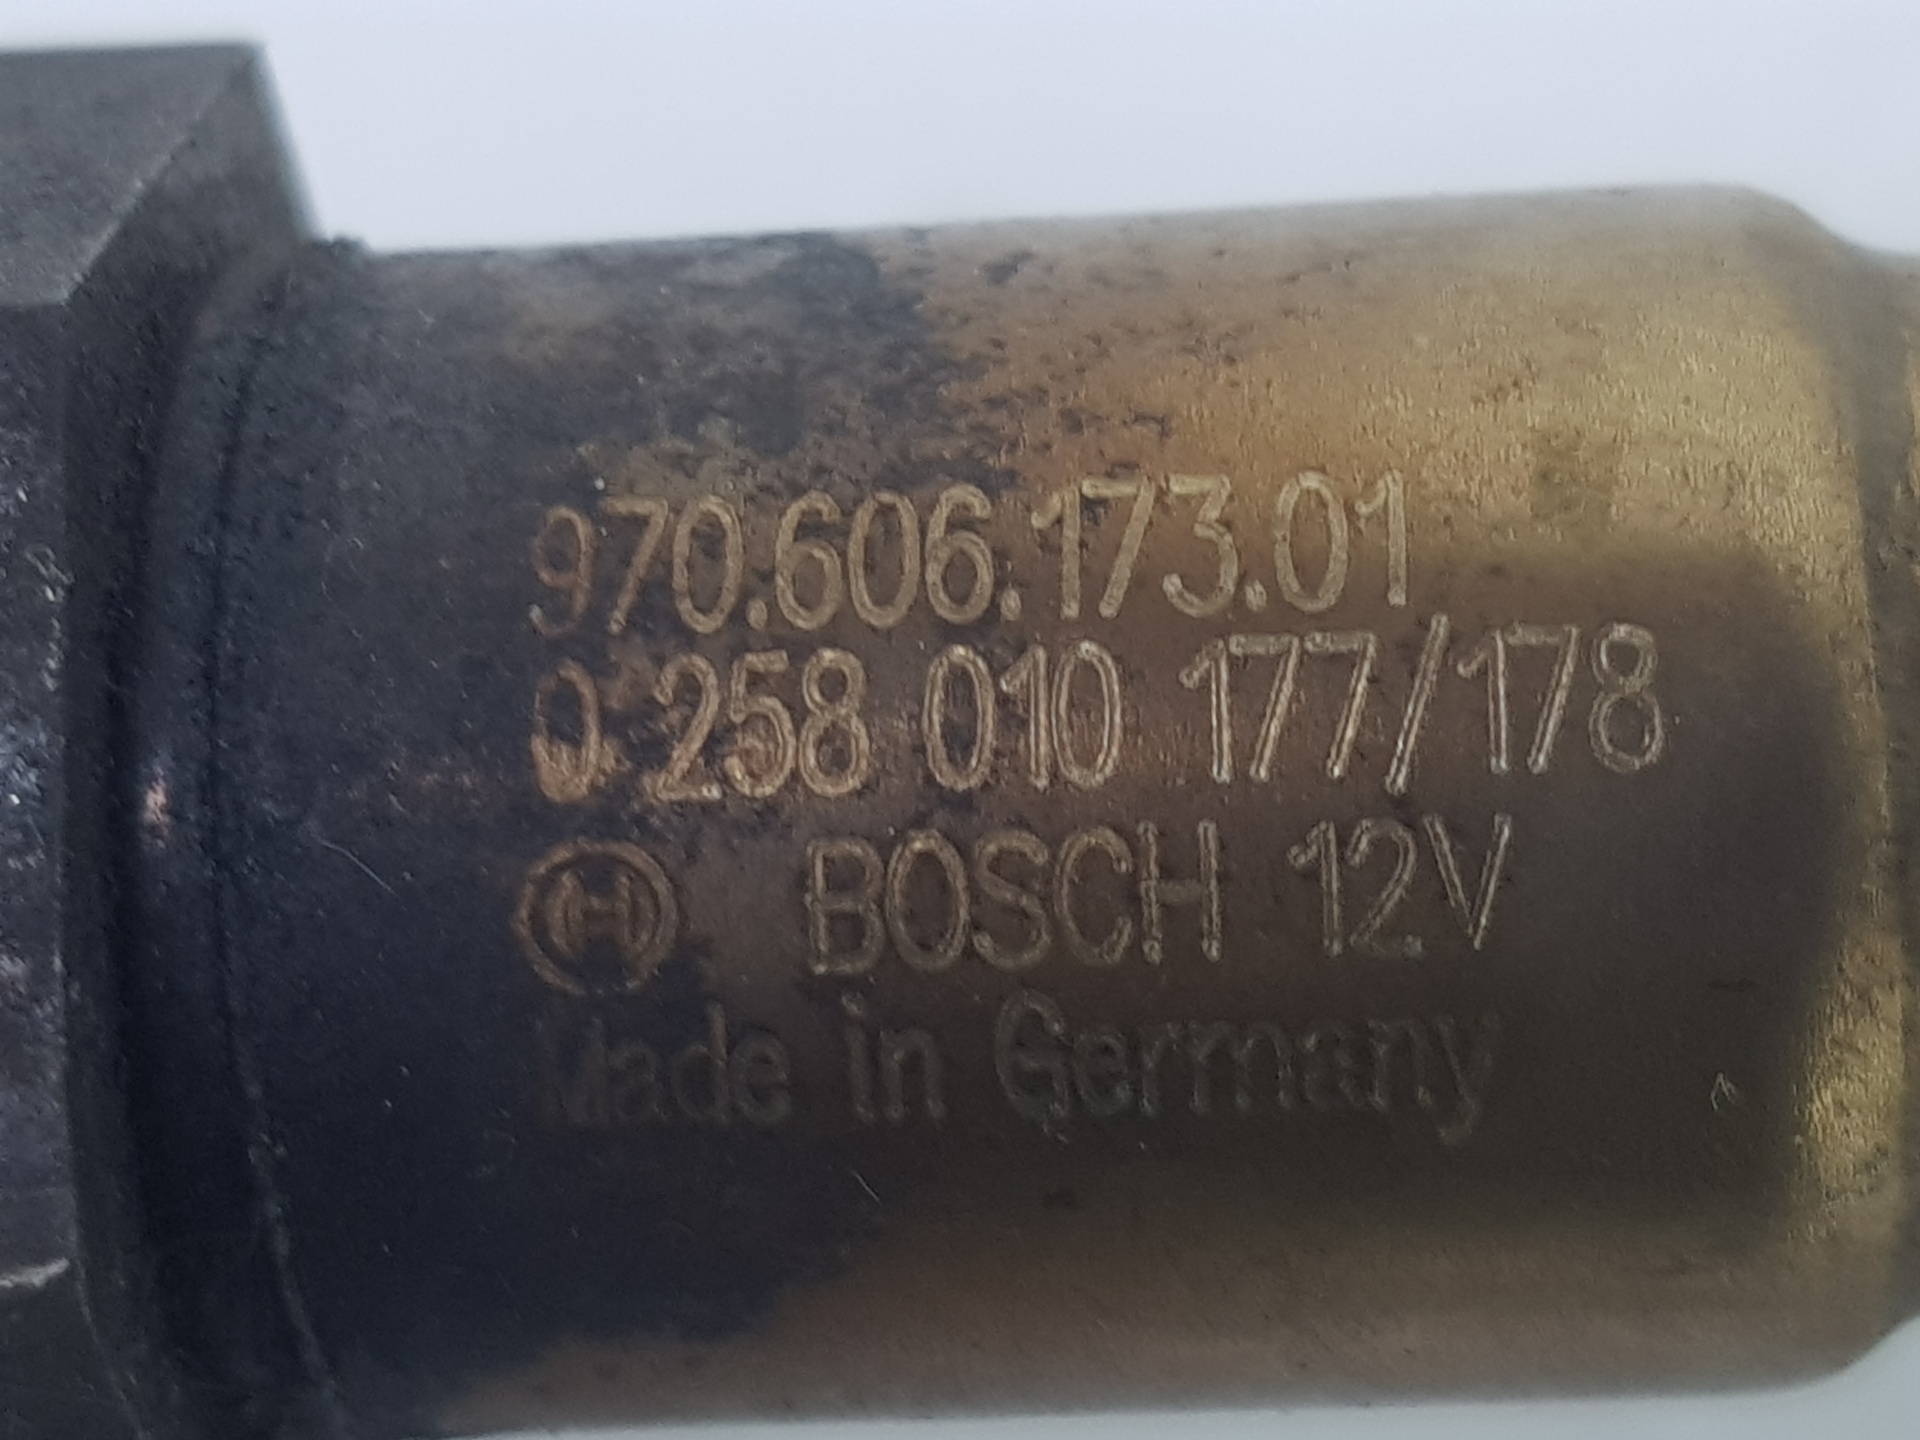 970.606.173.01
0 258 010 177/178
BOSCH 12V
Made in Germany